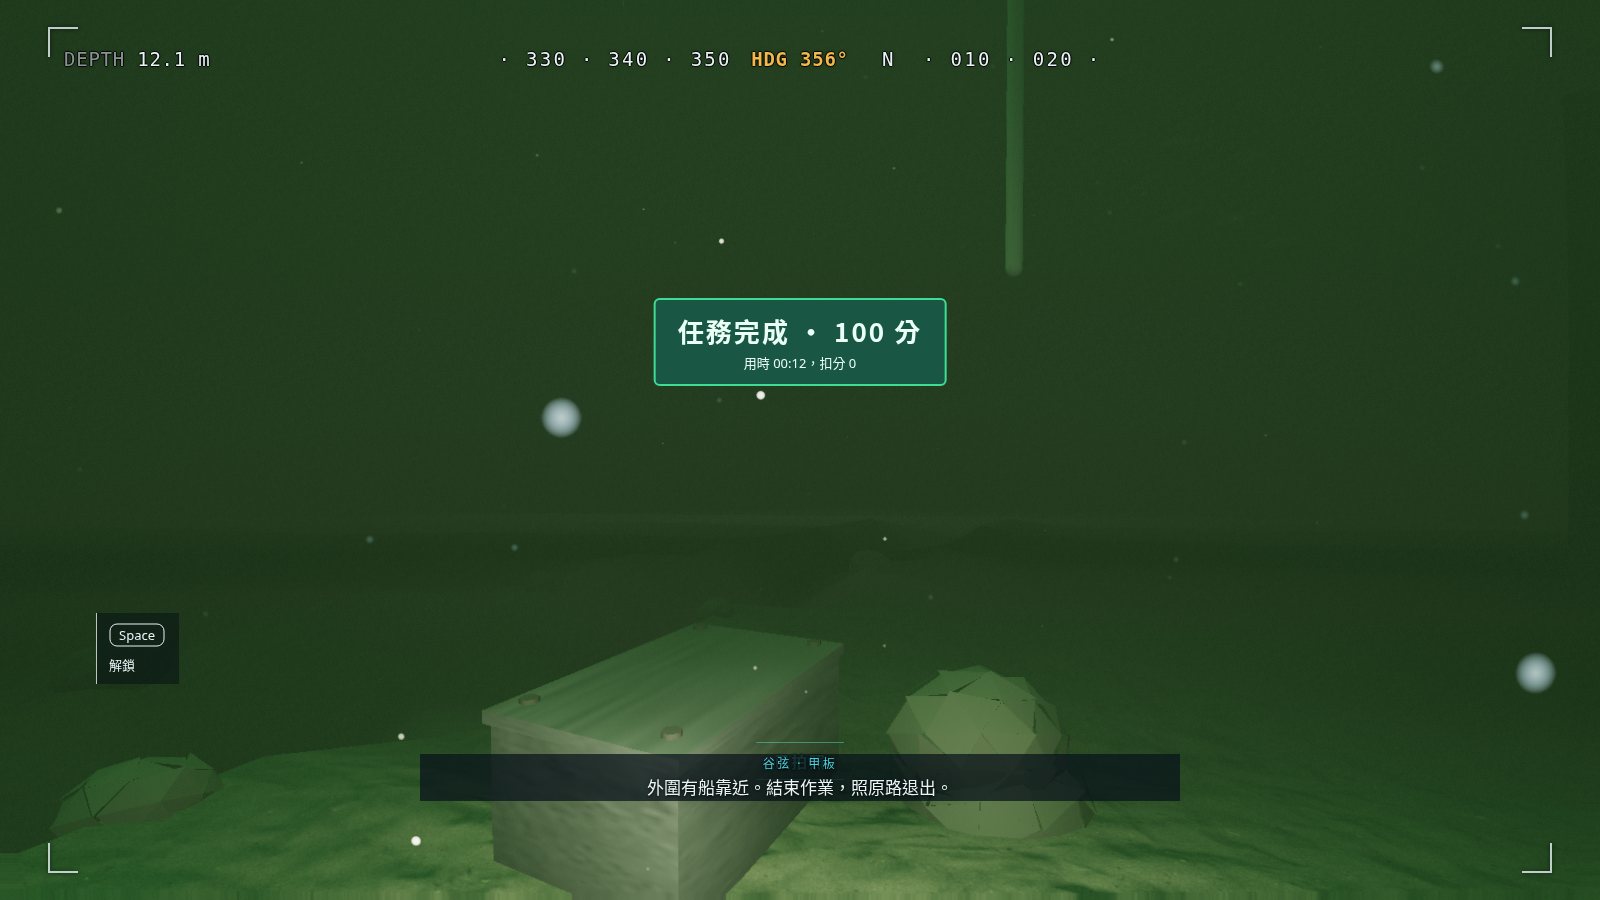 DEPTH 12.1 m
· 330 · 340 · 350 HDG 356° N · 010 · 020 ·
任務完成 · 100 分
用時 00:12，扣分 0
Space
解鎖
谷弦 · 甲板
外圍有船靠近。結束作業，照原路退出。